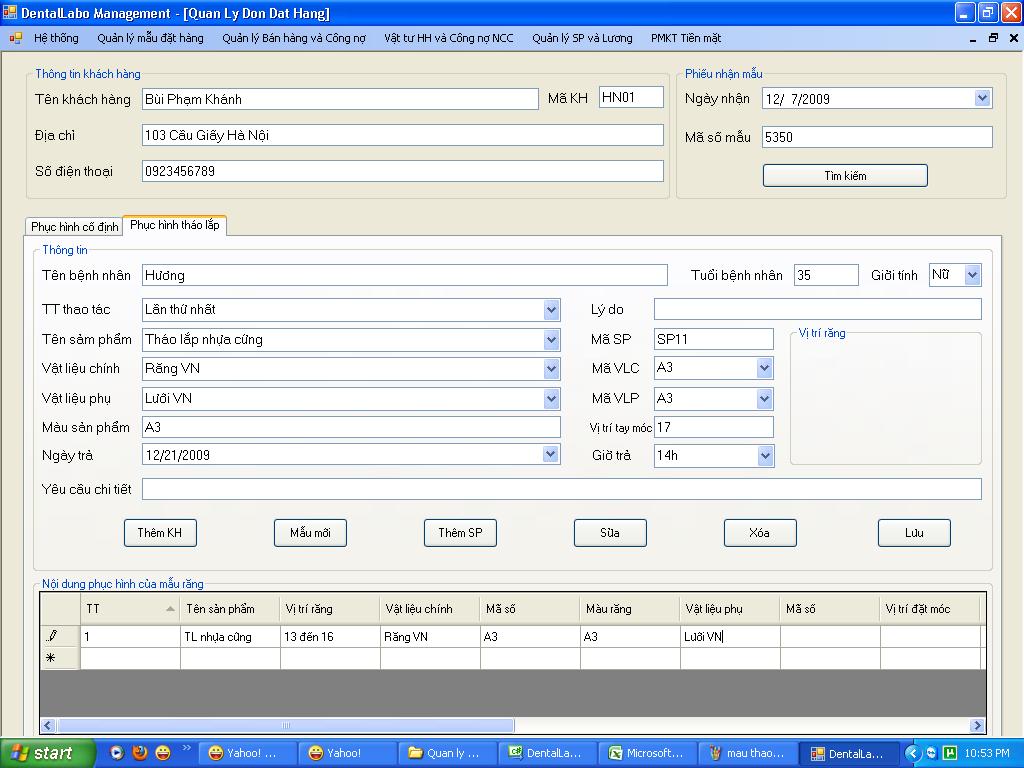 DentalLabo Management - [Quan Ly Don Dat Hang]
Hệ thống Quản lý mẫu đặt hàng Quản lý Bán hàng và Công nợ Vật tư HH và Công nợ NCC Quản lý SP và Lương PMKT Tiền mặt
Thông tin khách hàng
Tên khách hàng Bùi Phạm Khánh Mã KH HN01
Địa chỉ 103 Cầu Giấy Hà Nội
Số điện thoại 0923456789
Phiếu nhận mẫu
Ngày nhận 12/ 7/2009
Mã số mẫu 5350
Tìm kiếm
Phục hình cố định Phục hình tháo lắp
Thông tin
Tên bệnh nhân Hương Tuổi bệnh nhân 35 Giới tính Nữ
TT thao tác Lần thứ nhất Lý do
Tên sảm phẩm Tháo lắp nhựa cứng Mã SP SP11 Vị trí răng
Vật liệu chính Răng VN Mã VLC A3
Vật liệu phụ Lưới VN Mã VLP A3
Màu sản phẩm A3 Vị trí tay móc 17
Ngày trả 12/21/2009 Giờ trả 14h
Yêu cầu chi tiết
Thêm KH Mẫu mới Thêm SP Sửa Xóa Lưu
Nội dung phục hình của mẫu răng
TT Tên sản phẩm Vị trí răng Vật liệu chính Mã số Màu răng Vật liệu phụ Mã số Vị trí đặt móc
1 TL nhựa cứng 13 đến 16 Răng VN A3 A3 Lưới VN
start Yahoo! ... Yahoo! Quan ly ... DentalLa... Microsoft... mau thao... DentalLa... 10:53 PM